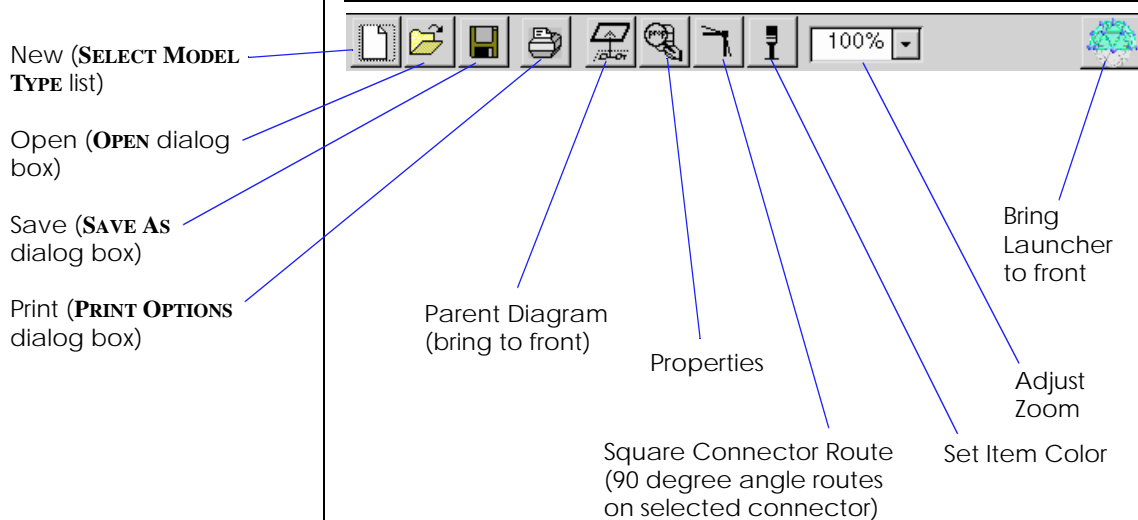 New (SELECT MODEL
TYPE list)
Open (OPEN dialog
box)
Save (SAVE AS
dialog box)
Print (PRINT OPTIONS
dialog box)
prop
100%
Parent Diagram
(bring to front)
Properties
Square Connector Route
(90 degree angle routes
on selected connector)
Set Item Color
Adjust
Zoom
Bring
Launcher
to front